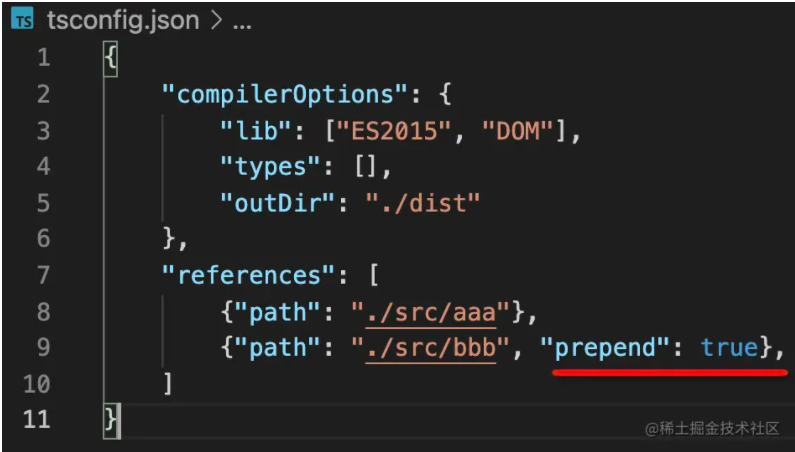 TS tsconfig.json > ...
1 {
2 "compilerOptions": {
3 "lib": ["ES2015", "DOM"],
4 "types": [],
5 "outDir": "./dist"
6 },
7 "references": [
8 {"path": "./src/aaa"},
9 {"path": "./src/bbb", "prepend": true},
10 ]
11 }
@稀土掘金技术社区